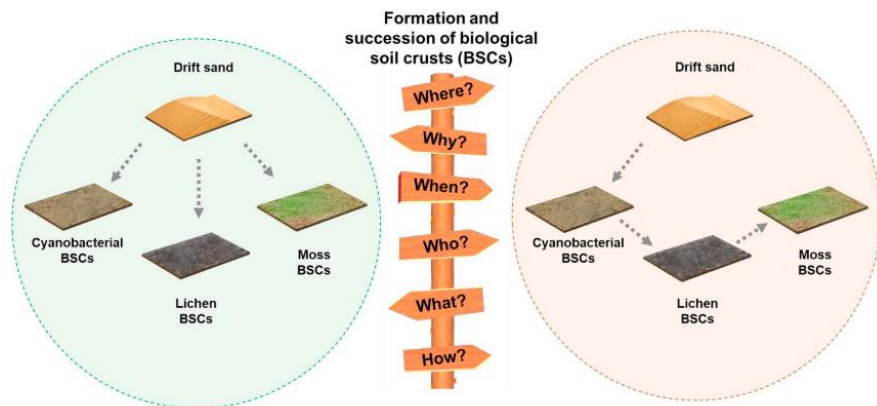 Formation and
succession of biological
soil crusts (BSCs)
Drift sand
Cyanobacterial
BSCs
Lichen
BSCs
Moss
BSCs
Where?
Why?
When?
Who?
What?
How?
Drift sand
Cyanobacterial
BSCs
Lichen
BSCs
Moss
BSCs